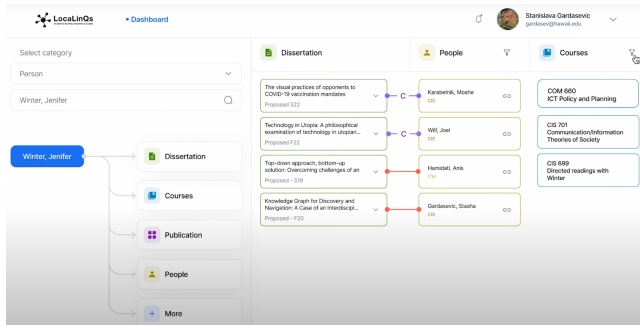 LocaLinQs
Dashboard
Stanislava Gardasevic
gardasev@hawaii.edu
Select category
Person
Winter, Jenifer
Winter, Jenifer
Dissertation
Courses
Publication
People
More
Dissertation
People
Courses
The visual practices of opponents to
COVID-19 vaccination mandates
Proposed S22
C
Karabelnik, Moshe
CIS
Technology in Utopia: A philosophical
examination of technology in utopian...
Proposed F22
C
Wilf, Joel
CIS
Top-down approach, bottom-up
solution: Overcoming challenges of an
Proposed - S19
Hamidati, Anis
ITM
Knowledge Graph for Discovery and
Navigation: A Case of an Interdiscipl...
Proposed - F20
Gardasevic, Stasha
CIS
COM 660
ICT Policy and Planning
CIS 701
Communication/Information
Theories of Society
CIS 699
Directed readings with
Winter